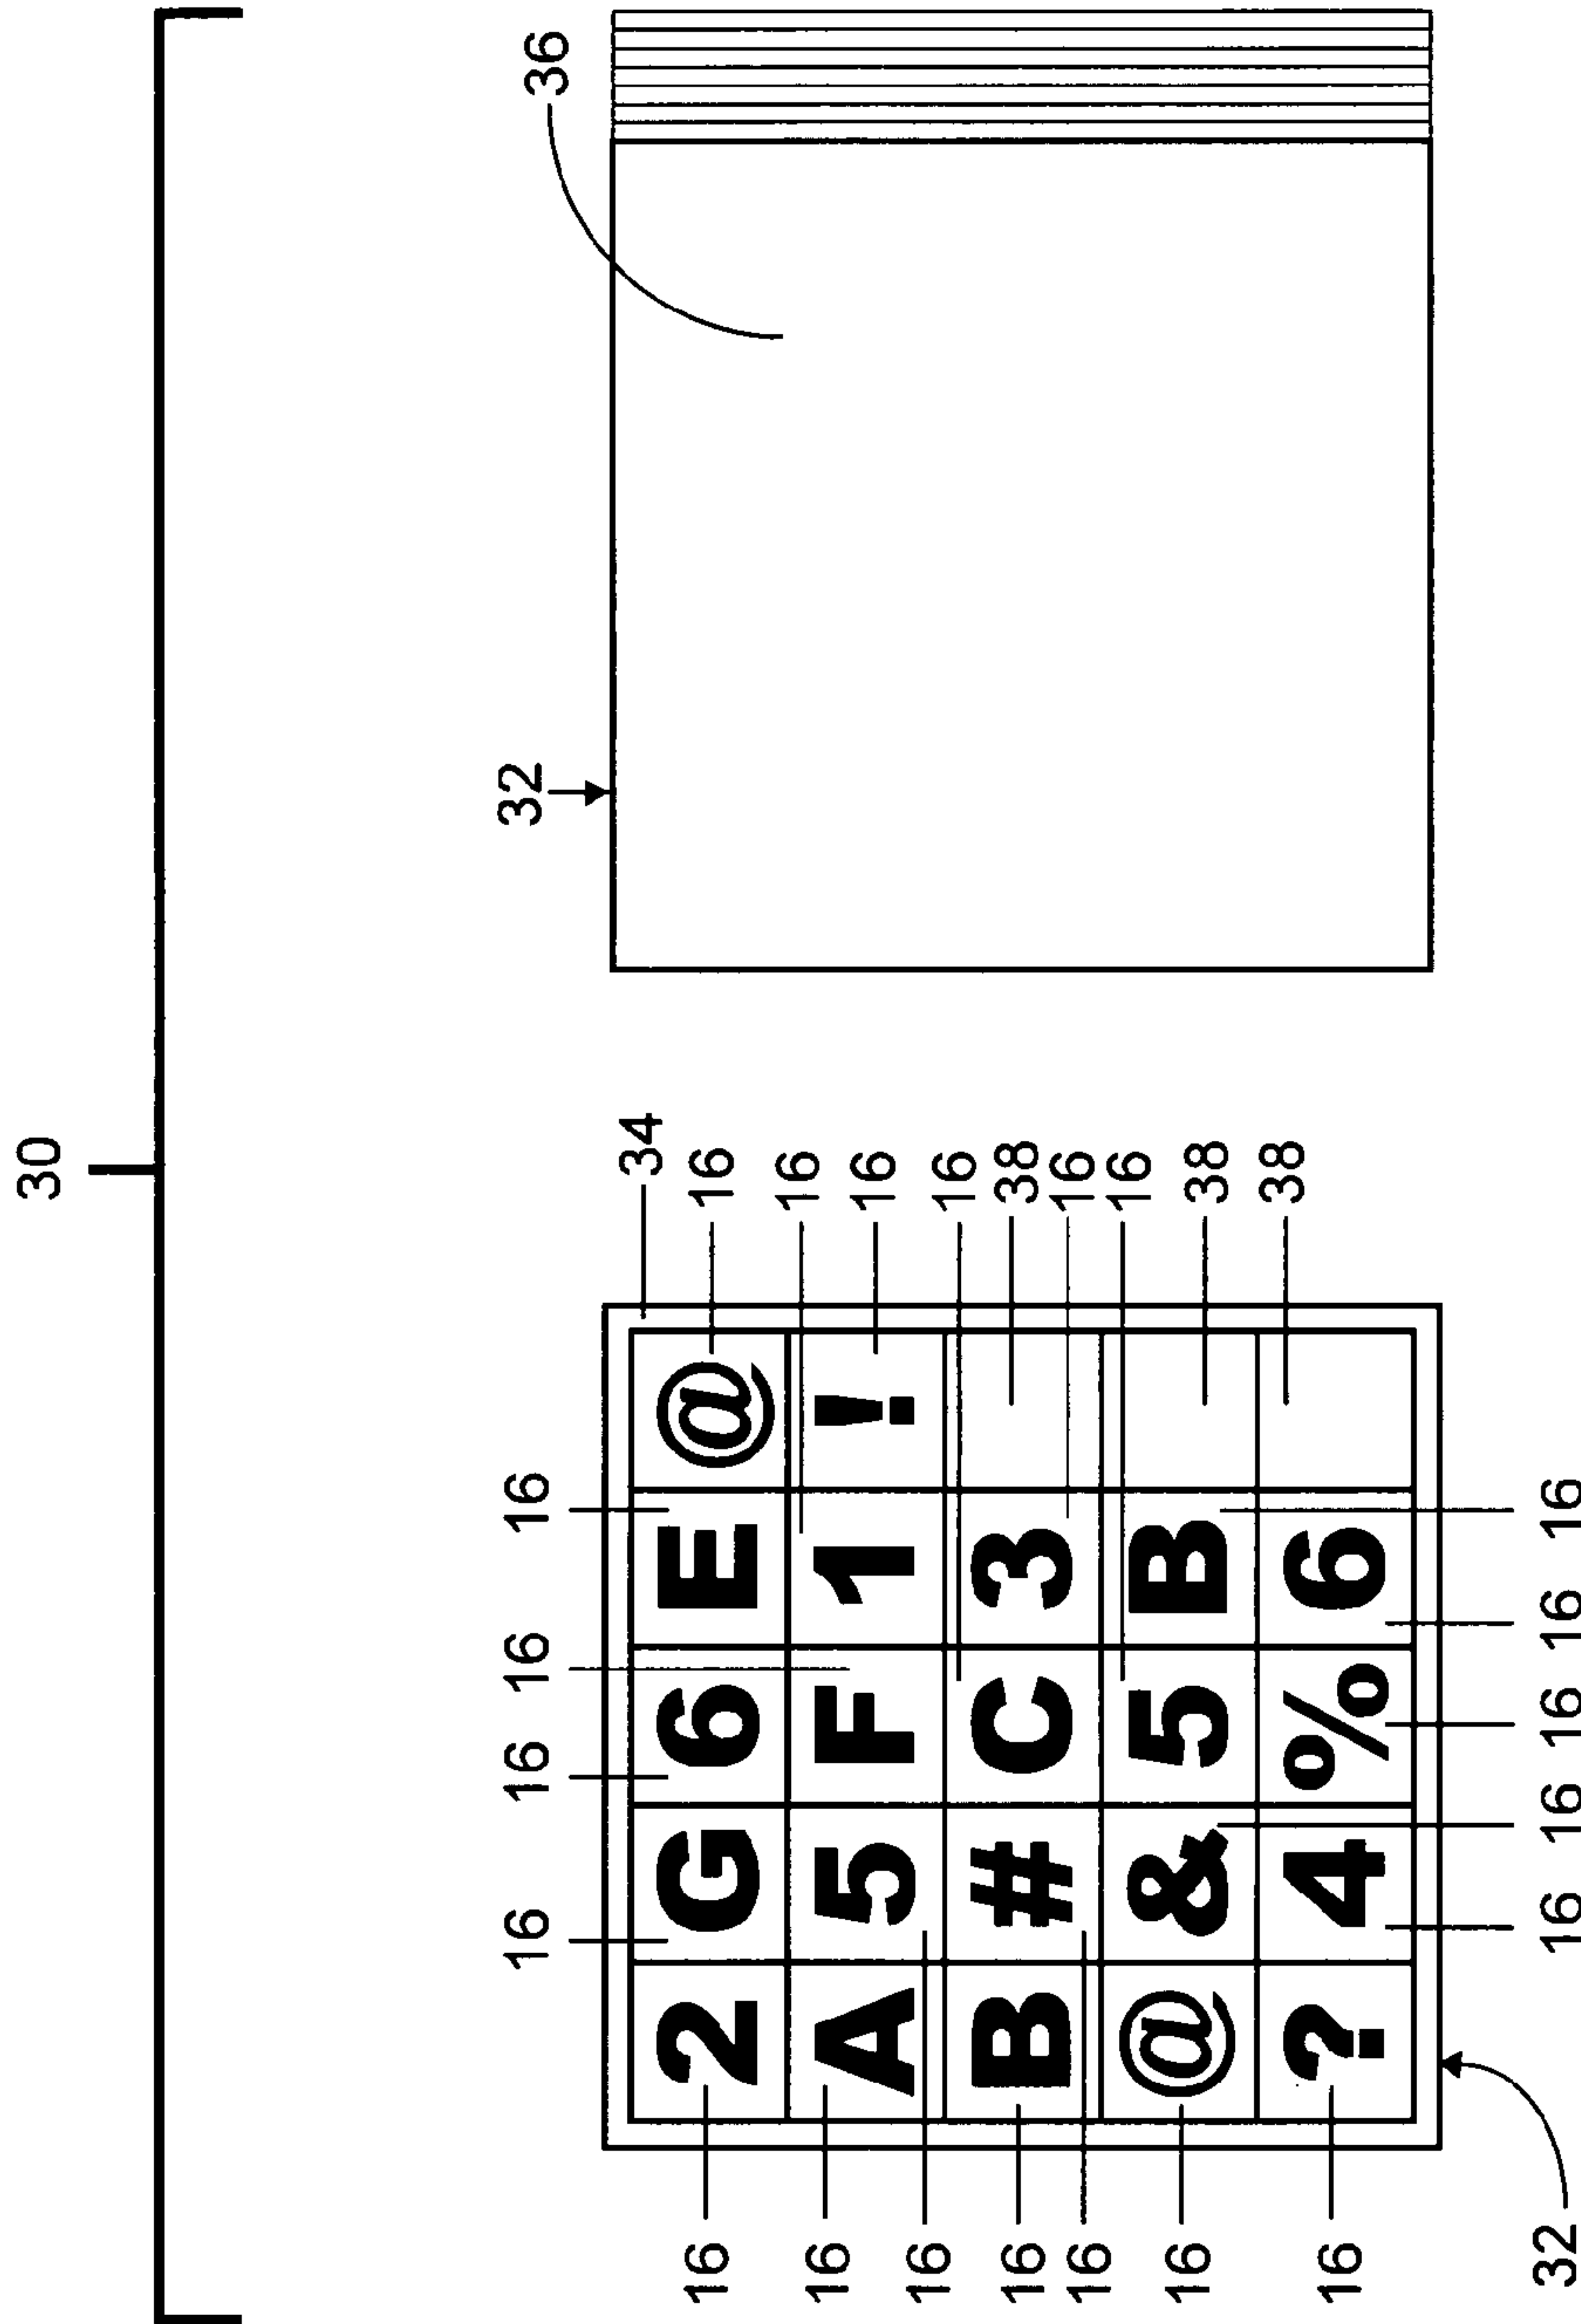 30
16 16 16 16 32 36
34
16 2 G 6 E @ 16
16
16 A 5 F 1 ! 16
16 16
16 B # C 3 38
16 16
16
16 @ & 5 B 38
38
16 ? 4 % 6
32 16 16 16 16 16